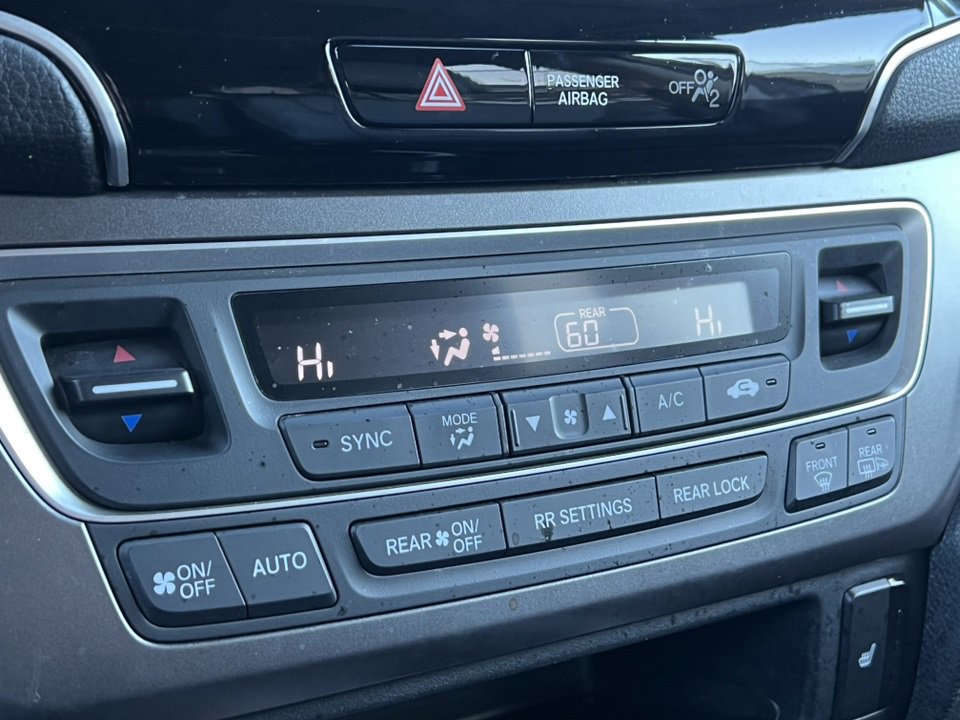 PASSENGER
AIRBAG
OFF
2
Hi
REAR
60
Hi
SYNC
MODE
A/C
FRONT
REAR
REAR ON/
OFF
RR SETTINGS
REAR LOCK
ON/
OFF
AUTO